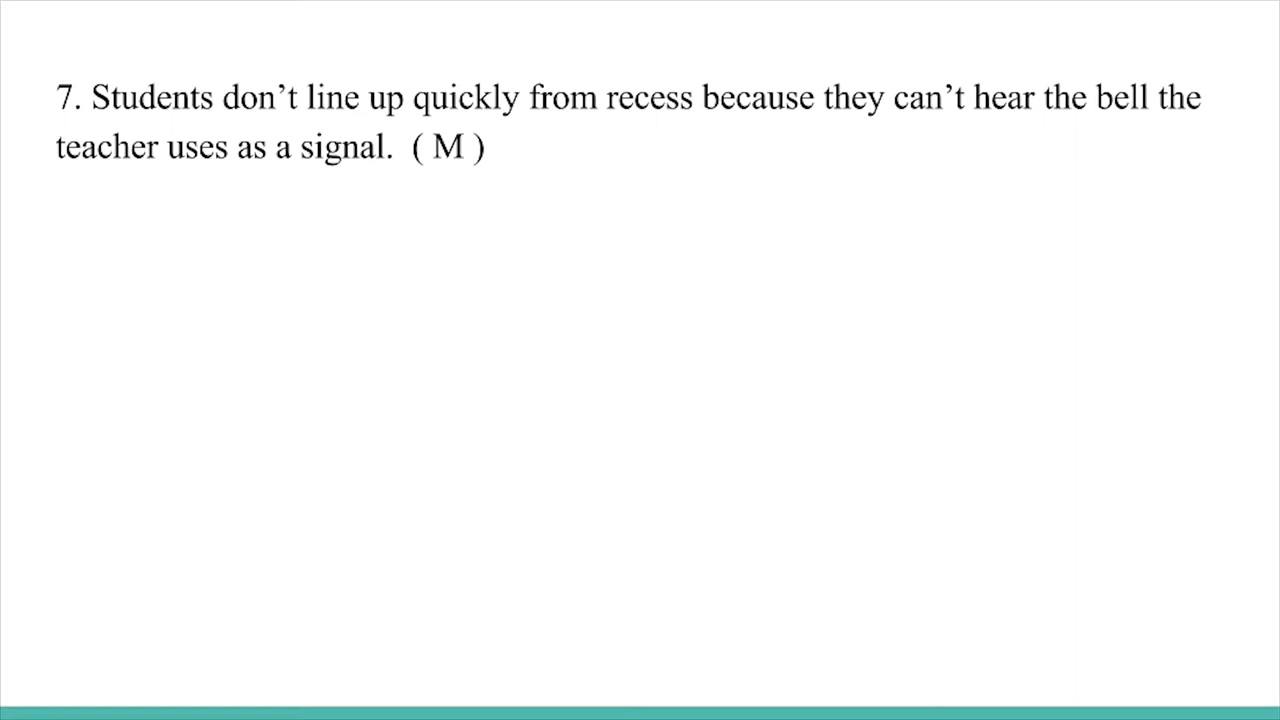 7. Students don’t line up quickly from recess because they can’t hear the bell the
teacher uses as a signal.  ( M )